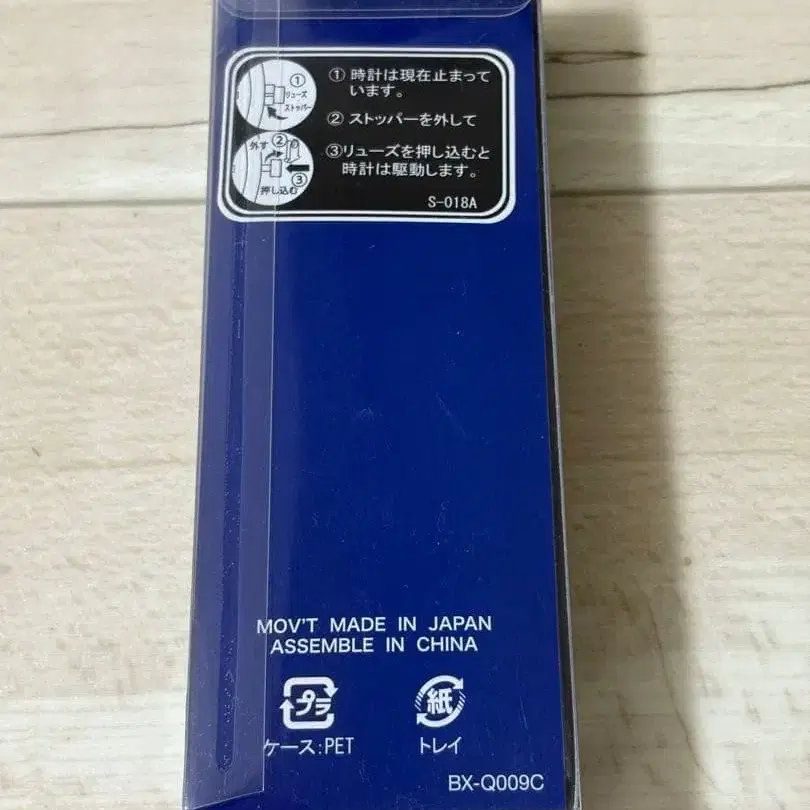 ①
リューズ
ストッパー
外す ②
③
押し込む
① 時計は現在止まって
います。
② ストッパーを外して
③リューズを押し込むと
時計は駆動します。
S-018A
MOV'T MADE IN JAPAN
ASSEMBLE IN CHINA
プラ
紙
ケース:PET
トレイ
BX-Q009C